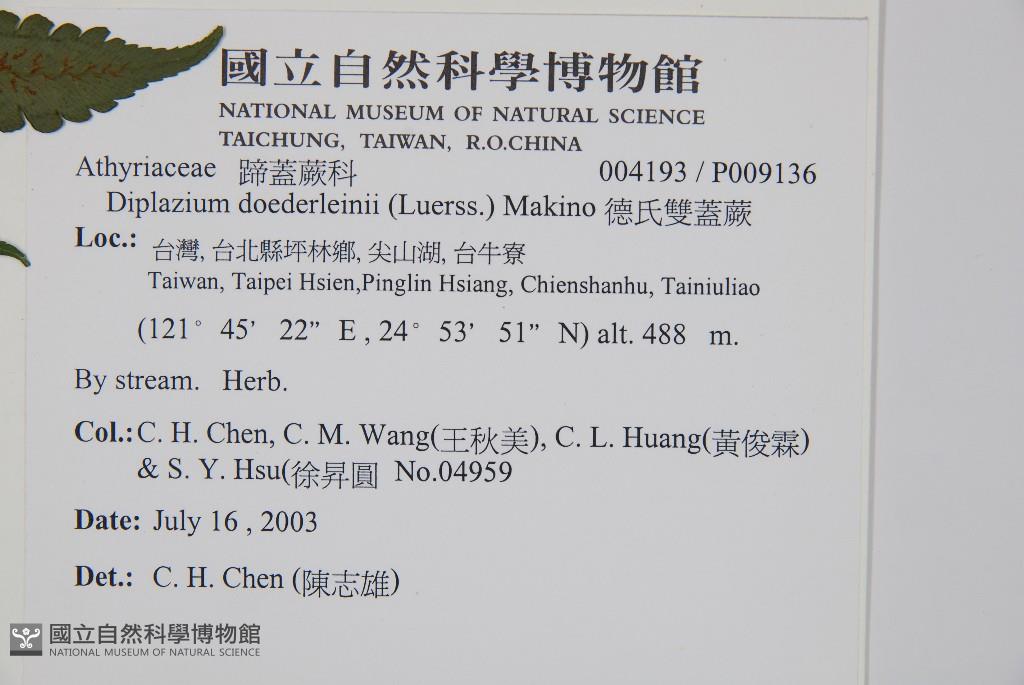 國立自然科學博物館
NATIONAL MUSEUM OF NATURAL SCIENCE
TAICHUNG, TAIWAN, R.O.CHINA
Athyriaceae 蹄蓋蕨科 004193 / P009136
Diplazium doederleinii (Luerss.) Makino 德氏雙蓋蕨
Loc.: 台灣, 台北縣坪林鄉, 尖山湖, 台牛寮
Taiwan, Taipei Hsien,Pinglin Hsiang, Chienshanhu, Tainiuliao
(121° 45’ 22” E , 24° 53’ 51” N) alt. 488 m.
By stream. Herb.
Col.: C. H. Chen, C. M. Wang(王秋美), C. L. Huang(黃俊霖)
& S. Y. Hsu(徐昇圓 No.04959
Date: July 16 , 2003
Det.: C. H. Chen (陳志雄)
國立自然科學博物館
NATIONAL MUSEUM OF NATURAL SCIENCE